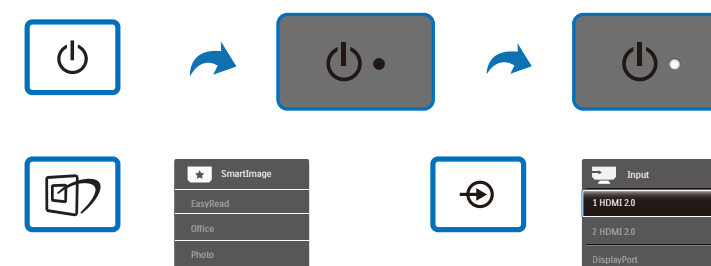 SmartImage
EasyRead
Office
Photo
Input
1 HDMI 2.0
2 HDMI 2.0
DisplayPort